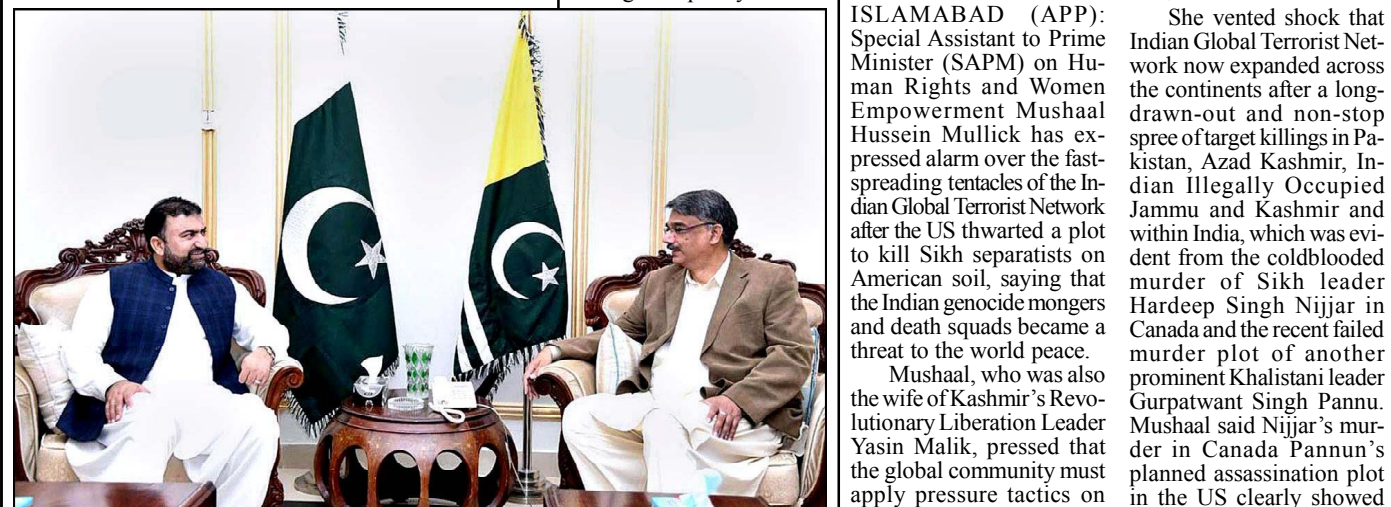 ISLAMABAD (APP):
Special Assistant to Prime
Minister (SAPM) on Hu-
man Rights and Women
Empowerment Mushaal
Hussein Mullick has ex-
pressed alarm over the fast-
spreading tentacles of the In-
dian Global Terrorist Network
after the US thwarted a plot
to kill Sikh separatists on
American soil, saying that
the Indian genocide mongers
and death squads became a
threat to the world peace.
Mushaal, who was also
the wife of Kashmir's Revo-
lutionary Liberation Leader
Yasin Malik, pressed that
the global community must
apply pressure tactics on
She vented shock that
Indian Global Terrorist Net-
work now expanded across
the continents after a long-
drawn-out and non-stop
spree of target killings in Pa-
kistan, Azad Kashmir, In-
dian Illegally Occupied
Jammu and Kashmir and
within India, which was evi-
dent from the coldblooded
murder of Sikh leader
Hardeep Singh Nijjar in
Canada and the recent failed
murder plot of another
prominent Khalistani leader
Gurpatwant Singh Pannu.
Mushaal said Nijjar's mur-
der in Canada Pannun's
planned assassination plot
in the US clearly showed